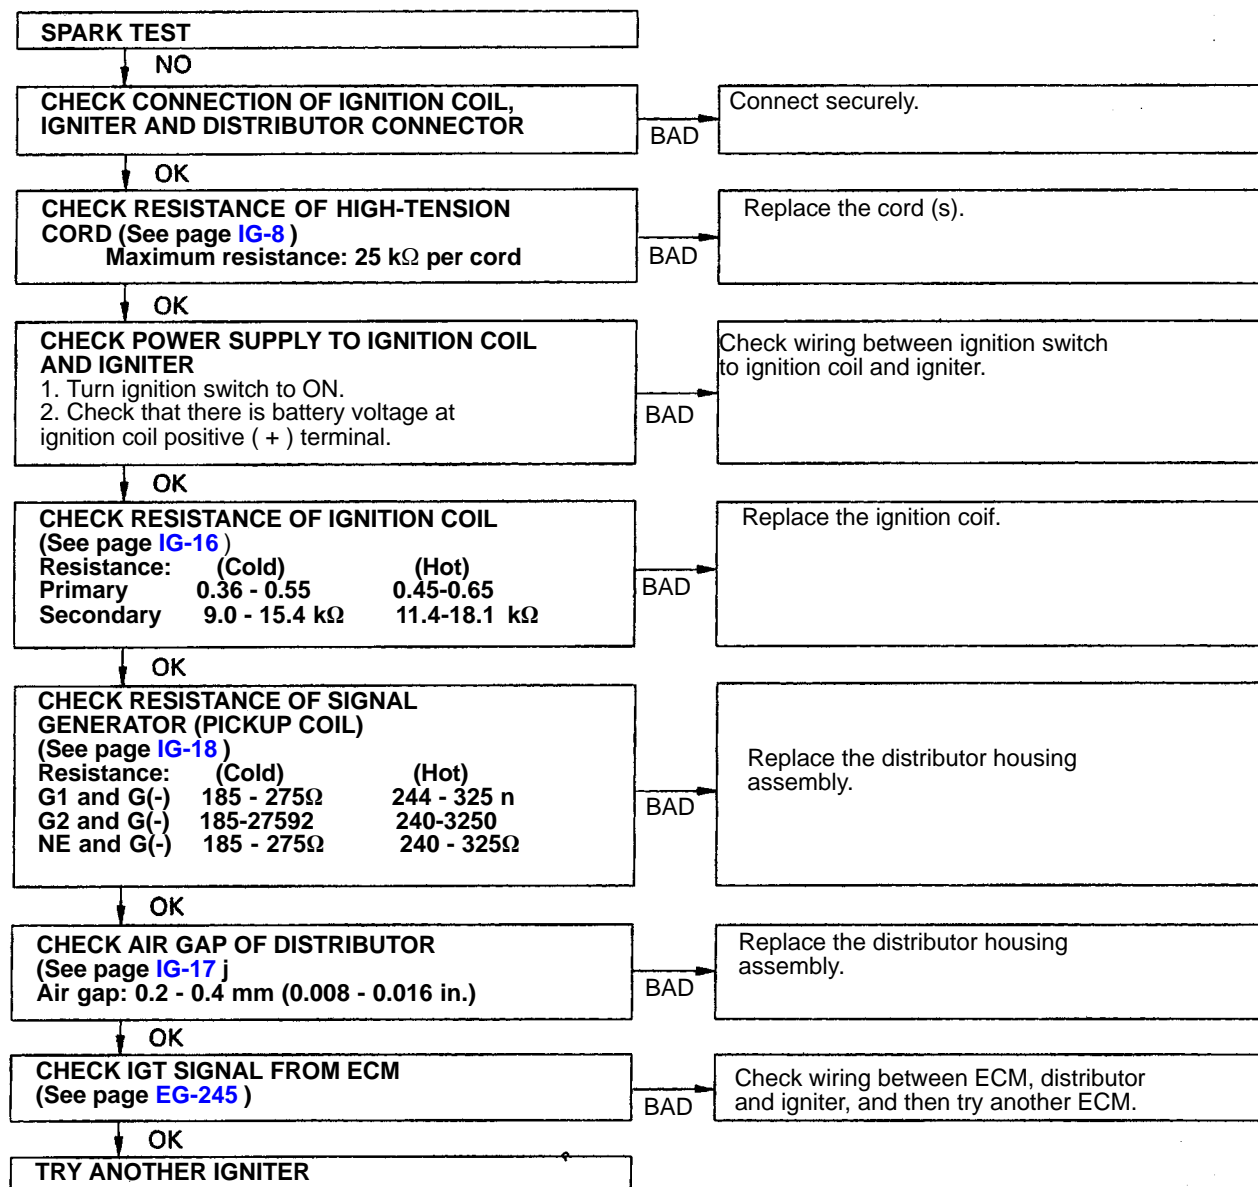 SPARK TEST
NO
CHECK CONNECTION OF IGNITION COIL,
IGNITER AND DISTRIBUTOR CONNECTOR
BAD
Connect securely.
OK
CHECK RESISTANCE OF HIGH-TENSION
CORD (See page IG-8 )
Maximum resistance: 25 kΩ per cord
BAD
Replace the cord (s).
OK
CHECK POWER SUPPLY TO IGNITION COIL
AND IGNITER
1. Turn ignition switch to ON.
2. Check that there is battery voltage at
ignition coil positive ( + ) terminal.
BAD
Check wiring between ignition switch
to ignition coil and igniter.
OK
CHECK RESISTANCE OF IGNITION COIL
(See page IG-16 )
Resistance: (Cold) (Hot)
Primary 0.36 - 0.55 0.45-0.65
Secondary 9.0 - 15.4 kΩ 11.4-18.1 kΩ
BAD
Replace the ignition coif.
OK
CHECK RESISTANCE OF SIGNAL
GENERATOR (PICKUP COIL)
(See page IG-18 )
Resistance: (Cold) (Hot)
G1 and G(-) 185 - 275Ω 244 - 325 n
G2 and G(-) 185-27592 240-3250
NE and G(-) 185 - 275Ω 240 - 325Ω
BAD
Replace the distributor housing
assembly.
OK
CHECK AIR GAP OF DISTRIBUTOR
(See page IG-17 j
Air gap: 0.2 - 0.4 mm (0.008 - 0.016 in.)
BAD
Replace the distributor housing
assembly.
OK
CHECK IGT SIGNAL FROM ECM
(See page EG-245 )
BAD
Check wiring between ECM, distributor
and igniter, and then try another ECM.
OK
TRY ANOTHER IGNITER